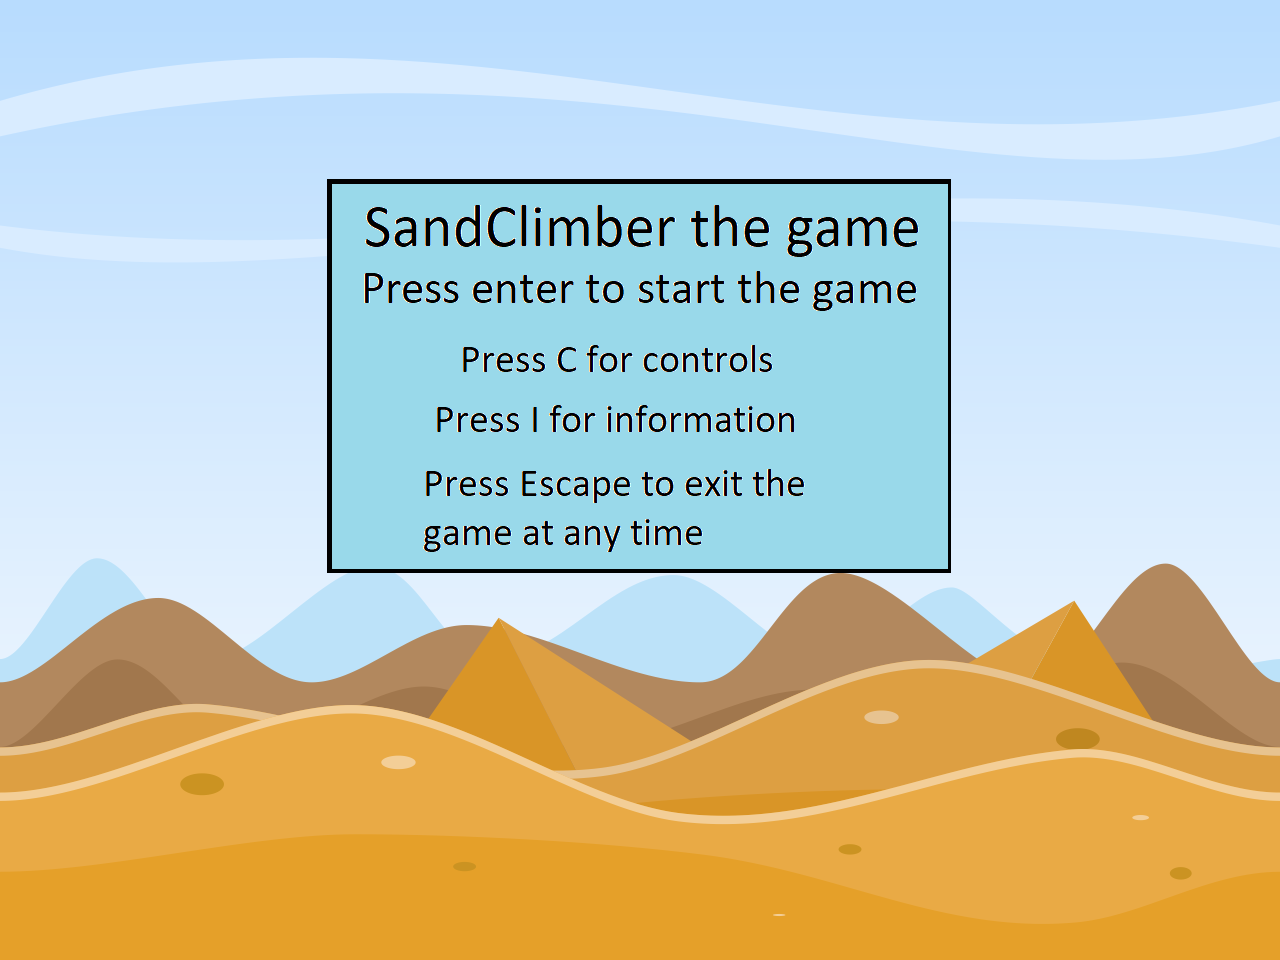 SandClimber the game
Press enter to start the game
Press C for controls
Press I for information
Press Escape to exit the
game at any time